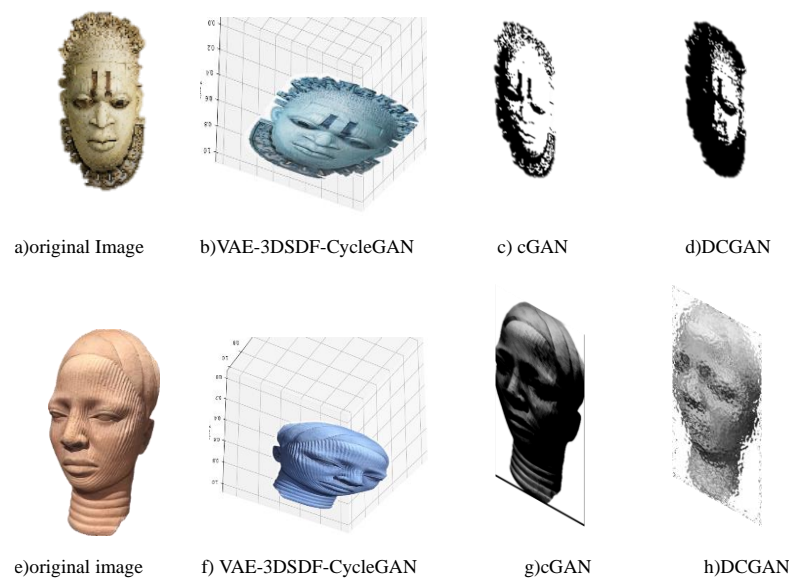 a)original Image
b)VAE-3DSDF-CycleGAN
c) cGAN
d)DCGAN
e)original image
f) VAE-3DSDF-CycleGAN
g)cGAN
h)DCGAN